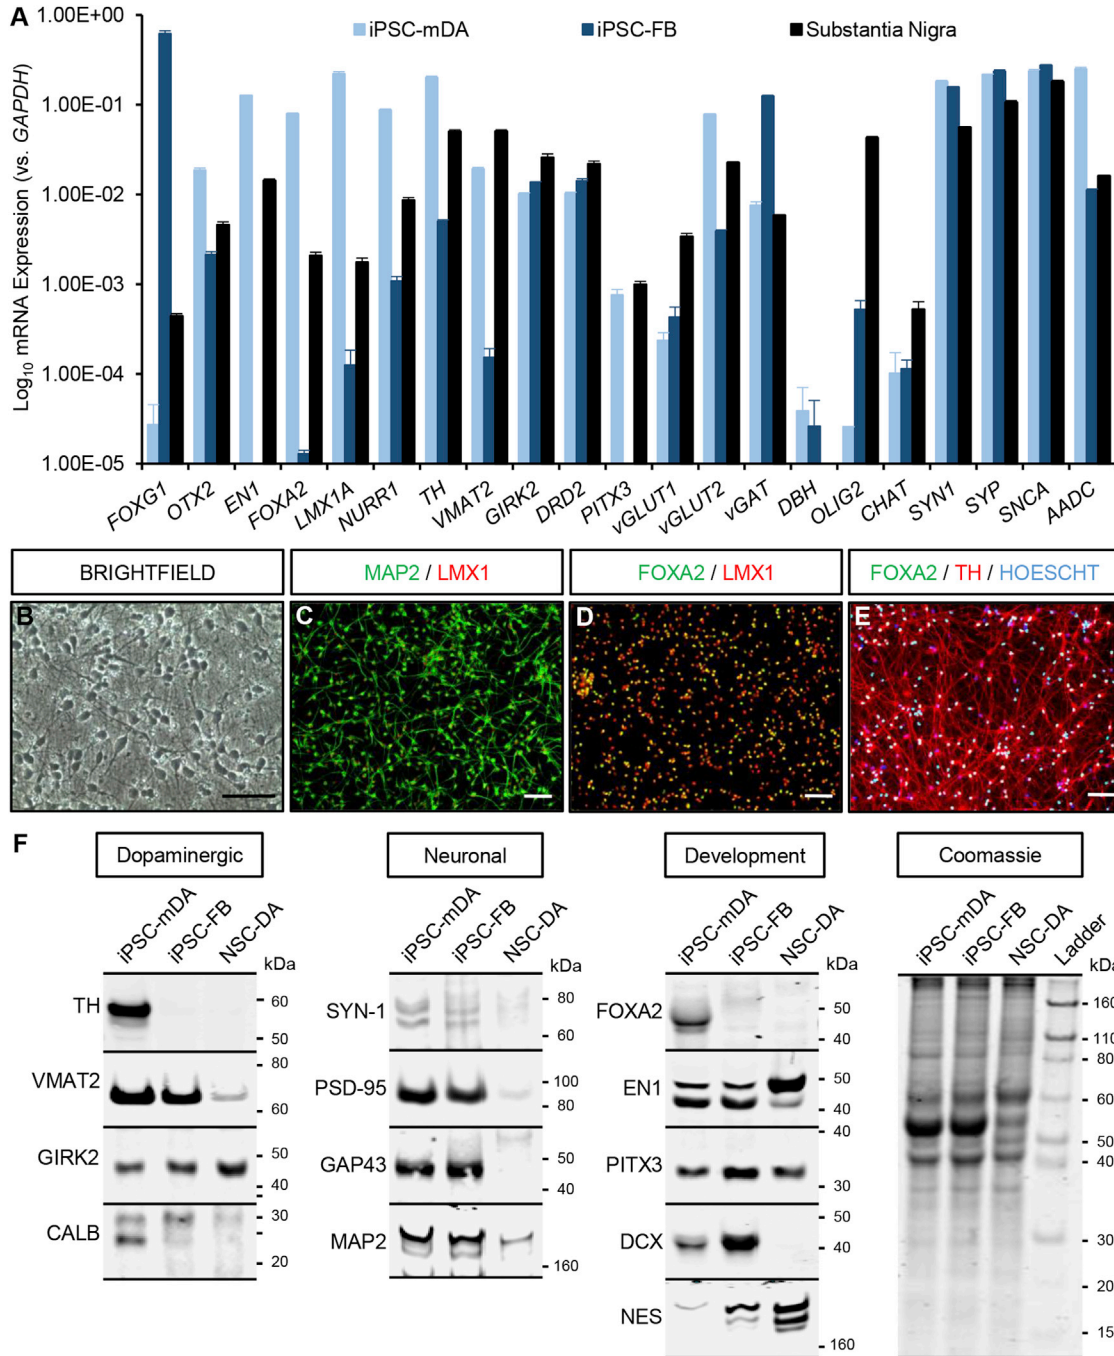 A
iPSC-mDA
iPSC-FB
Substantia Nigra
Log10 mRNA Expression (vs. GAPDH)
1.00E+00
1.00E-01
1.00E-02
1.00E-03
1.00E-04
1.00E-05
FOXG1
OTX2
EN1
FOXA2
LMX1A
NURR1
TH
VMAT2
GIRK2
DRD2
PITX3
vGLUT1
vGLUT2
vGAT
DBH
OLIG2
CHAT
SYN1
SYP
SNCA
AADC
BRIGHTFIELD
MAP2 / LMX1
FOXA2 / LMX1
FOXA2 / TH / HOESCHT
B
C
D
E
F
Dopaminergic
iPSC-mDA
iPSC-FB
NSC-DA
kDa
TH
60
50
VMAT2
80
60
GIRK2
50
40
CALB
30
20
Neuronal
iPSC-mDA
iPSC-FB
NSC-DA
kDa
SYN-1
80
60
PSD-95
100
80
GAP43
50
40
MAP2
160
Development
iPSC-mDA
iPSC-FB
NSC-DA
kDa
FOXA2
50
40
EN1
50
40
PITX3
40
30
DCX
50
40
NES
160
Coomassie
iPSC-mDA
iPSC-FB
NSC-DA
Ladder
kDa
160
110
80
60
50
40
30
20
15